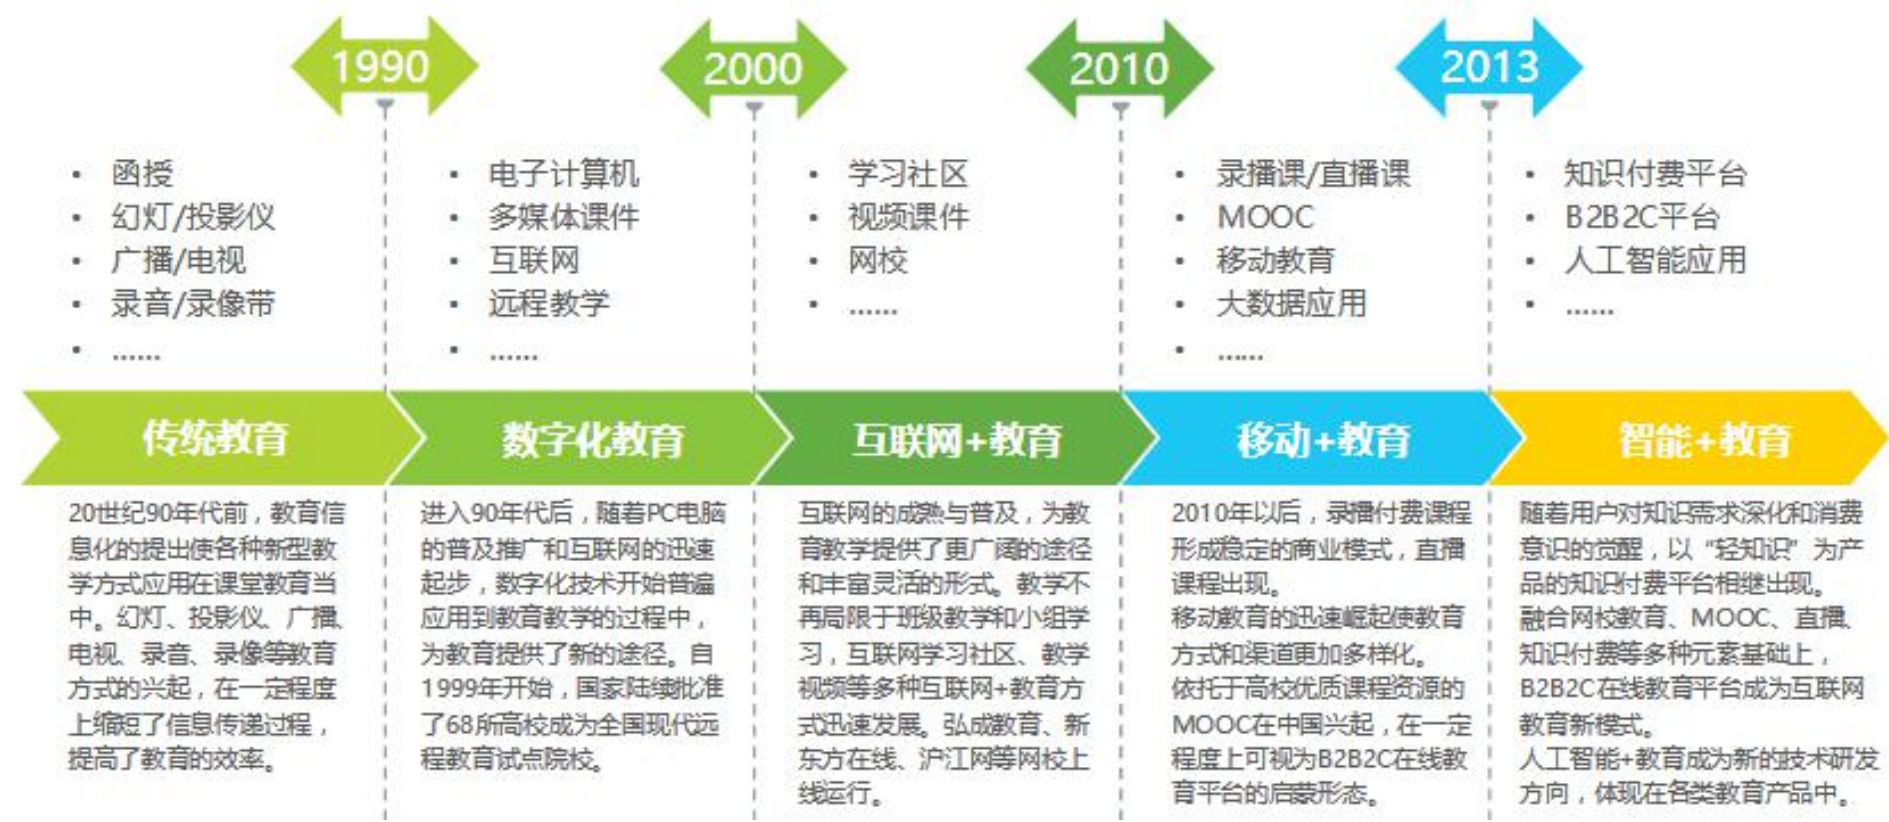 1990
2000
2010
2013
• 函授
• 幻灯/投影仪
• 广播/电视
• 录音/录像带
• ......
• 电子计算机
• 多媒体课件
• 互联网
• 远程教学
• ......
• 学习社区
• 视频课件
• 网校
• ......
• 录播课/直播课
• MOOC
• 移动教育
• 大数据应用
• ......
• 知识付费平台
• B2B2C平台
• 人工智能应用
• ......
传统教育
数字化教育
互联网+教育
移动+教育
智能+教育
20世纪90年代前，教育信
息化的提出使各种新型教
学方式应用在课堂教育当
中。幻灯、投影仪、广播、
电视、录音、录像等教育
方式的兴起，在一定程度
上缩短了信息传递过程，
提高了教育的效率。
进入90年代后，随着PC电脑
的普及推广和互联网的迅速
起步，数字化技术开始普遍
应用到教育教学的过程中，
为教育提供了新的途径。自
1999年开始，国家陆续批准
了68所高校成为全国现代远
程教育试点院校。
互联网的成熟与普及，为教
育教学提供了更广阔的途径
和丰富灵活的形式。教学不
再局限于班级教学和小组学
习，互联网学习社区、教学
视频等多种互联网+教育方
式迅速发展。弘成教育、新
东方在线、沪江网等网校上
线运行。
2010年以后，录播付费课程
形成稳定的商业模式，直播
课程出现。
移动教育的迅速崛起使教育
方式和渠道更加多样化。
依托于高校优质课程资源的
MOOC在中国兴起，在一定
程度上可视为B2B2C在线教
育平台的启蒙形态。
随着用户对知识需求深化和消费
意识的觉醒，以“轻知识”为产
品的知识付费平台相继出现。
融合网校教育、MOOC、直播、
知识付费等多种元素基础上，
B2B2C在线教育平台成为互联网
教育新模式。
人工智能+教育成为新的技术研发
方向，体现在各类教育产品中。